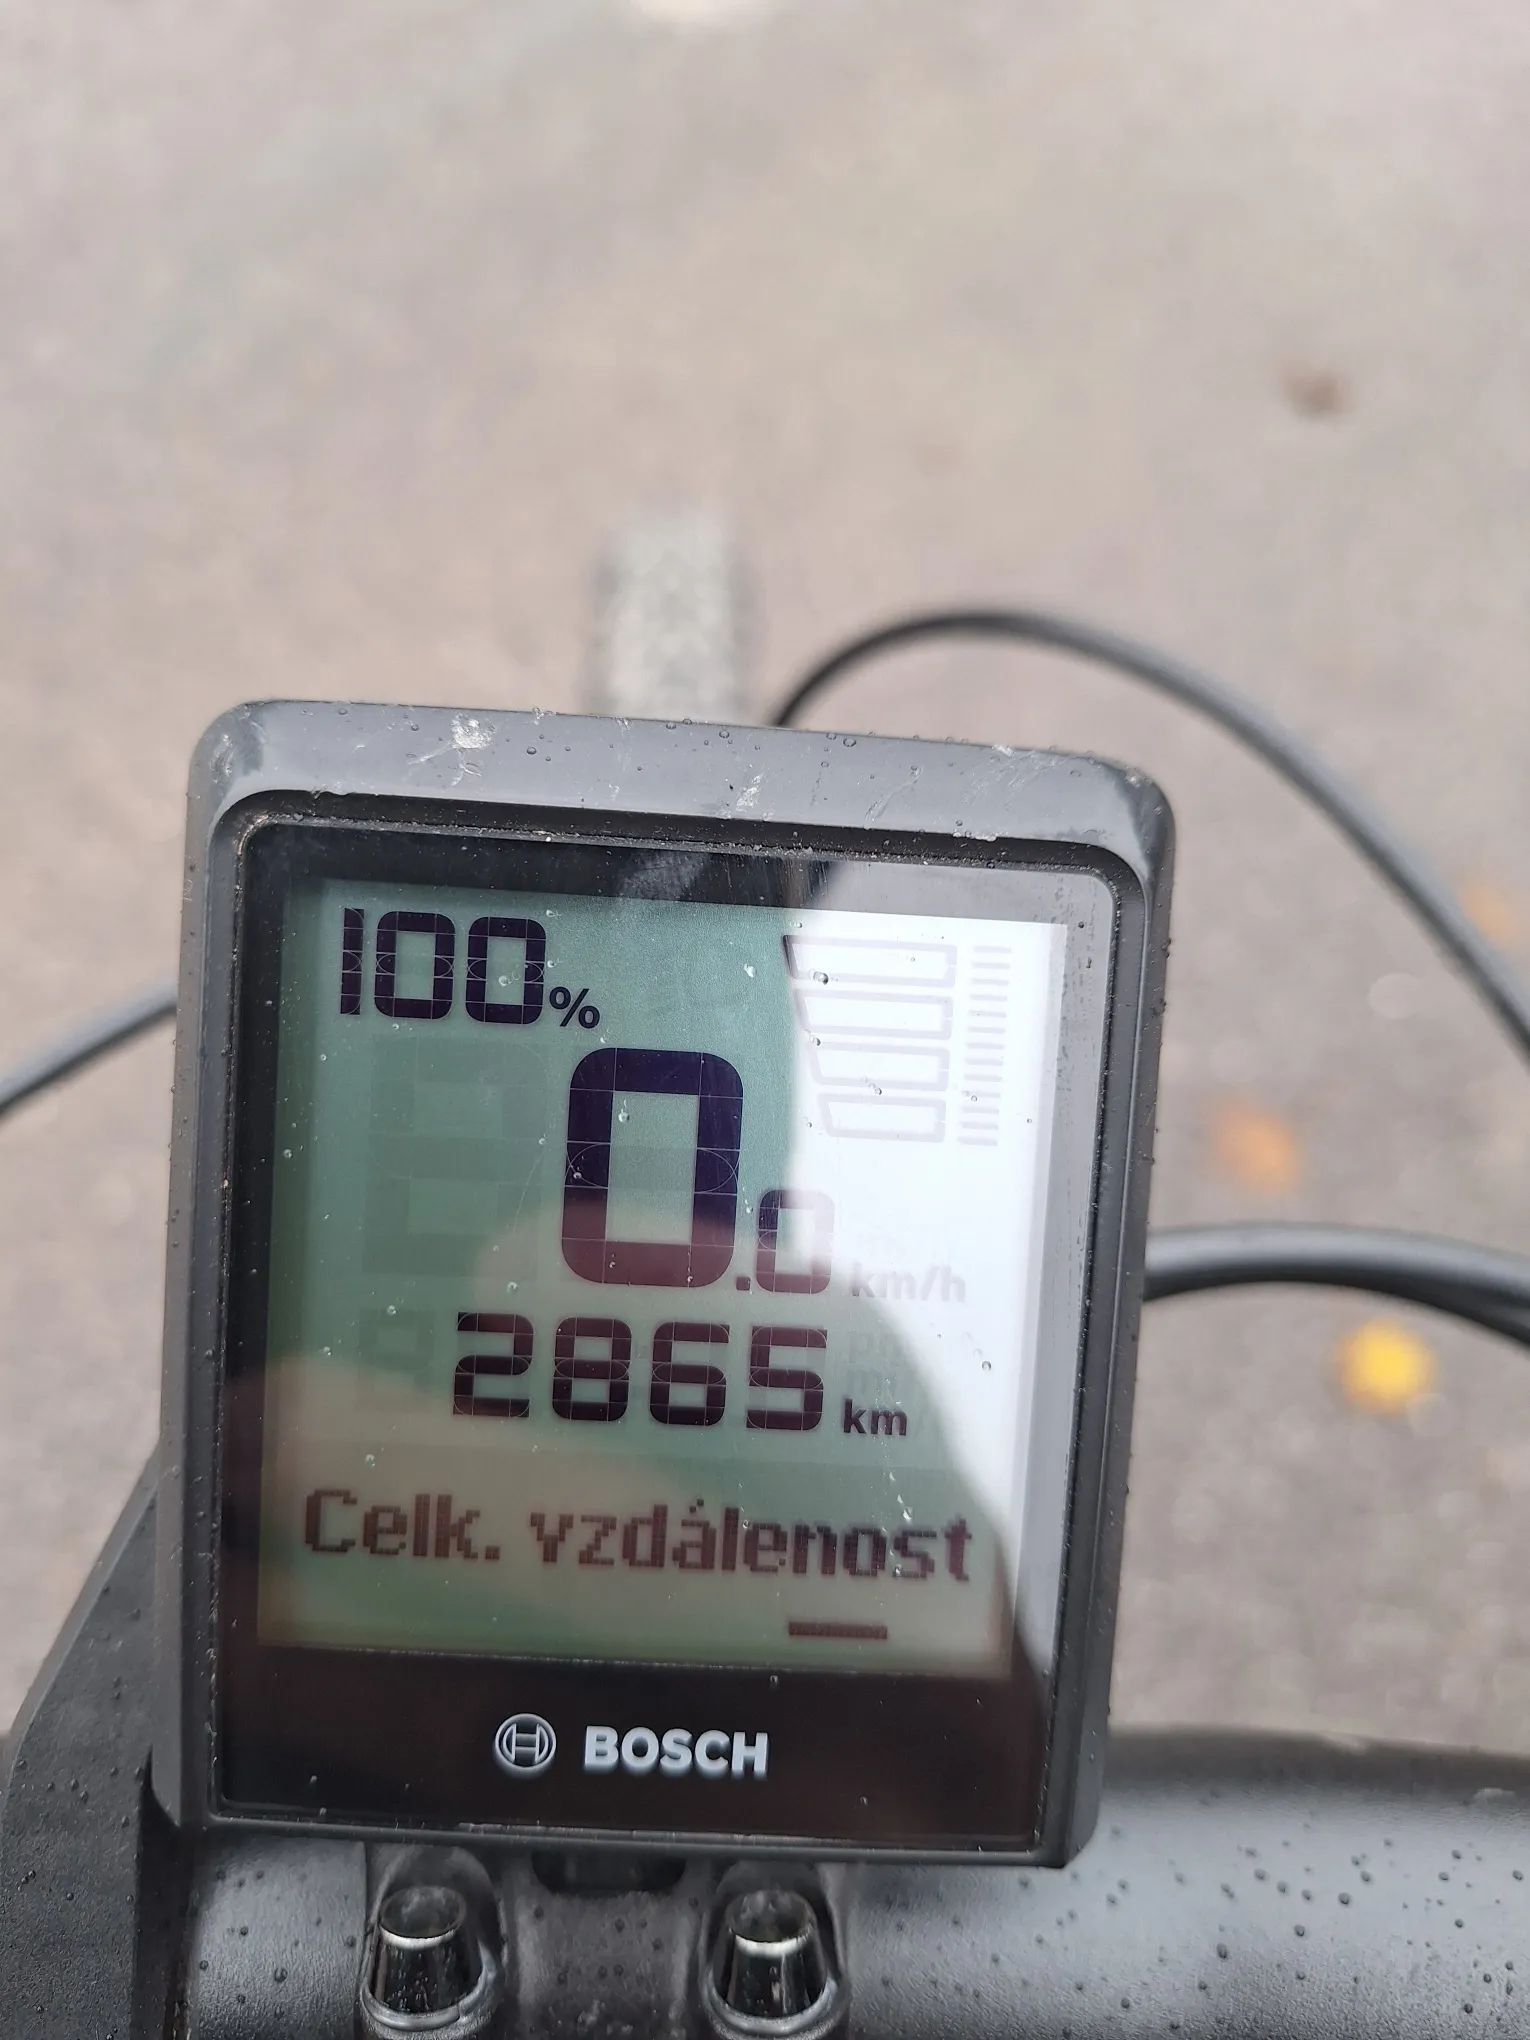 100%
0.0 km/h
2865 km
Celk. vzdálenost
BOSCH